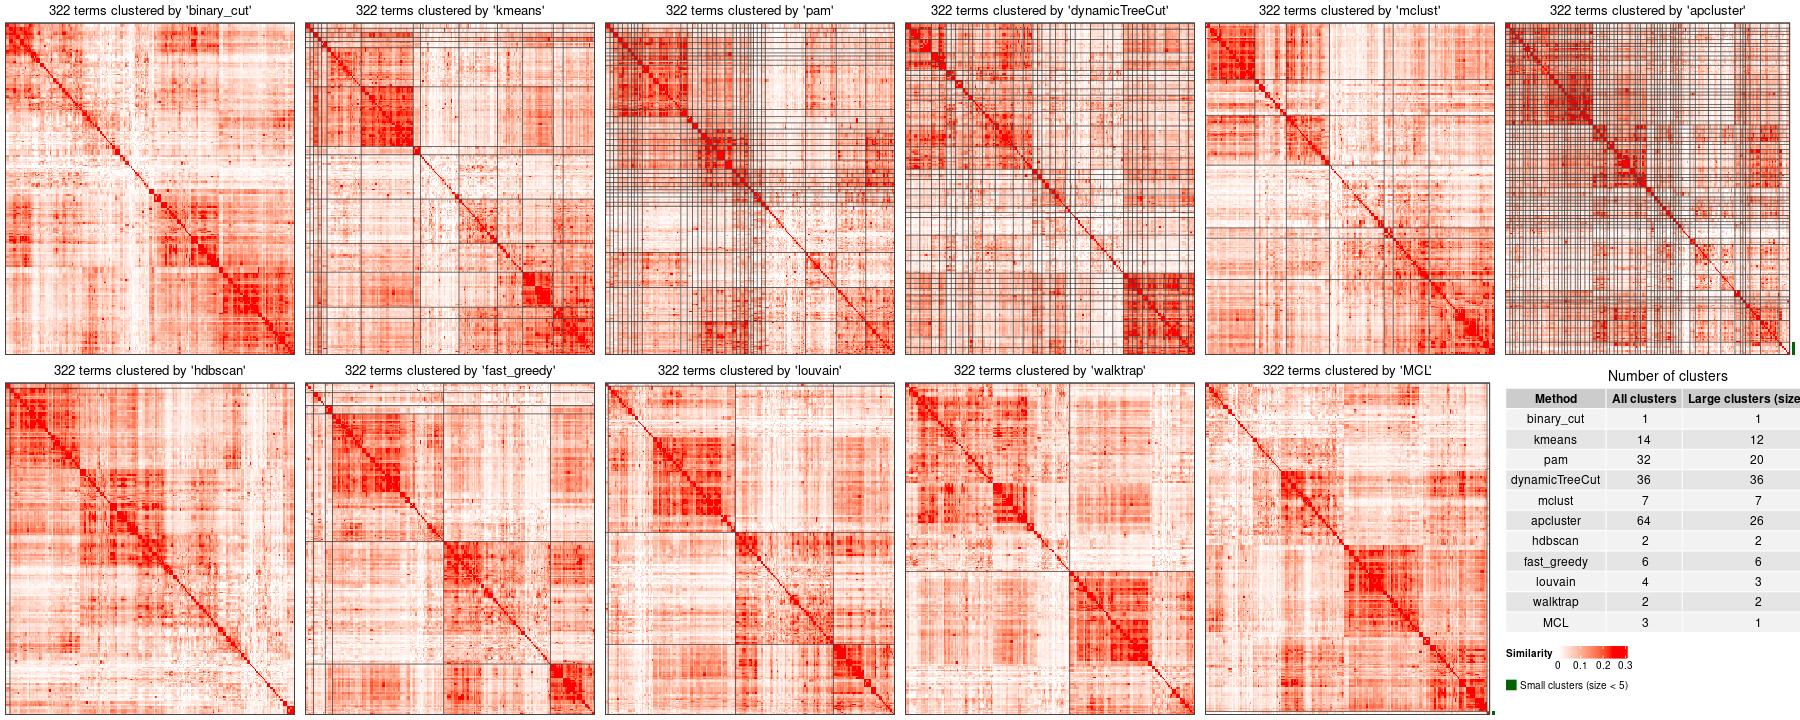 322 terms clustered by 'binary_cut'
322 terms clustered by 'kmeans'
322 terms clustered by 'pam'
322 terms clustered by 'dynamicTreeCut'
322 terms clustered by 'mclust'
322 terms clustered by 'apcluster'
322 terms clustered by 'hdbscan'
322 terms clustered by 'fast_greedy'
322 terms clustered by 'louvain'
322 terms clustered by 'walktrap'
322 terms clustered by 'MCL'
Number of clusters
Method All clusters Large clusters (size
binary_cut 1 1
kmeans 14 12
pam 32 20
dynamicTreeCut 36 36
mclust 7 7
apcluster 64 26
hdbscan 2 2
fast_greedy 6 6
louvain 4 3
walktrap 2 2
MCL 3 1
Similarity
0 0.1 0.2 0.3
Small clusters (size < 5)